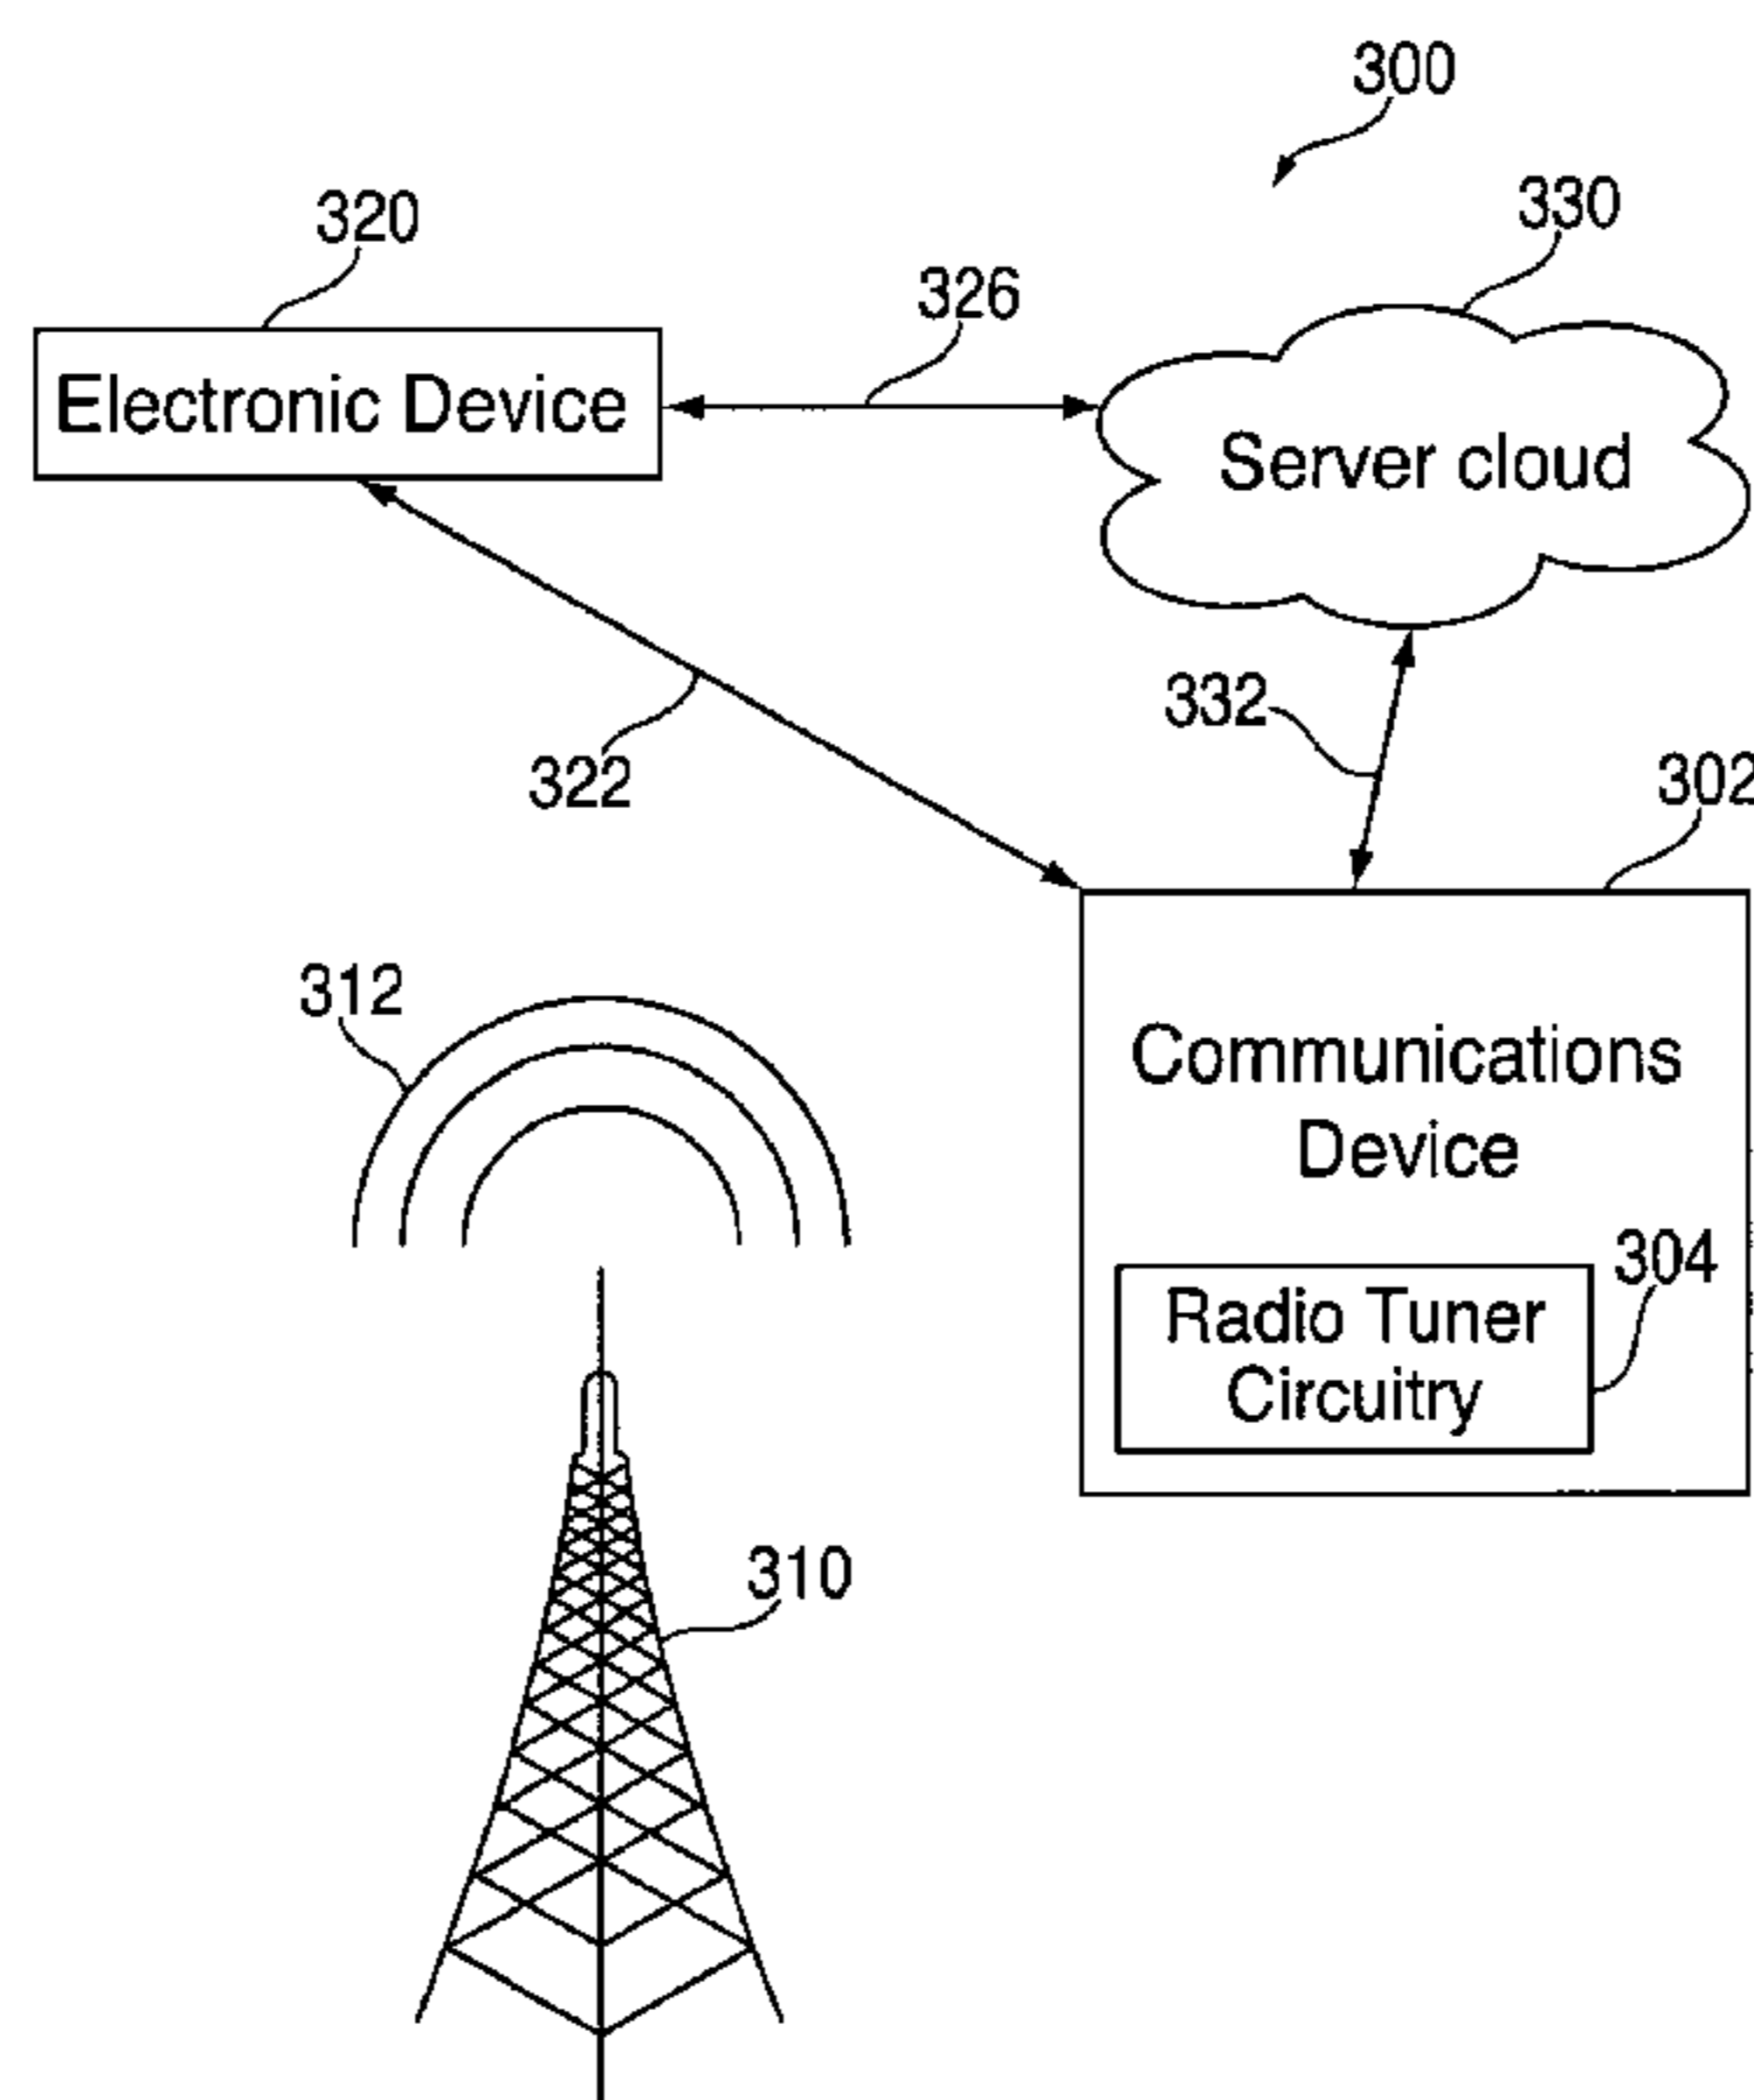 300
320
330
326
Electronic Device
Server cloud
332
322
302
312
Communications
Device
304
Radio Tuner
Circuitry
310